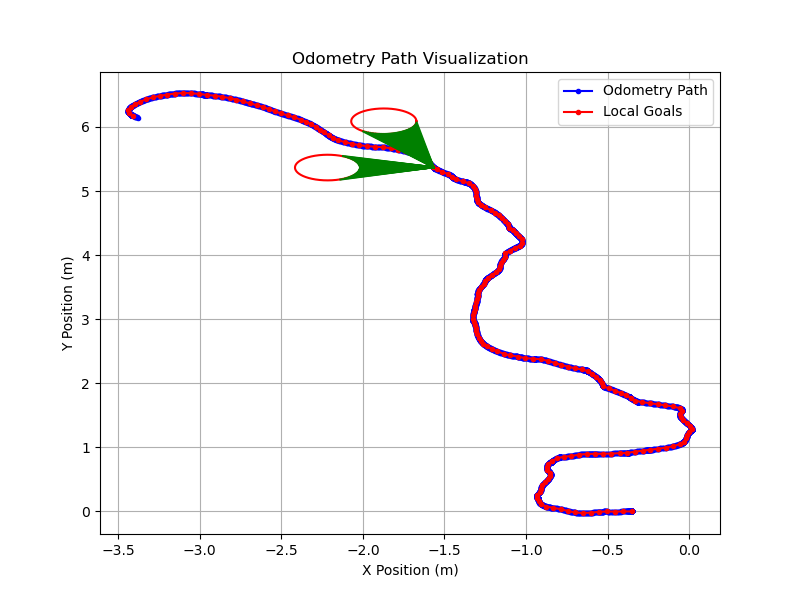 Odometry Path Visualization
Odometry Path
Local Goals
Y Position (m)
6
5
4
3
2
1
0
−3.5 −3.0 −2.5 −2.0 −1.5 −1.0 −0.5 0.0
X Position (m)